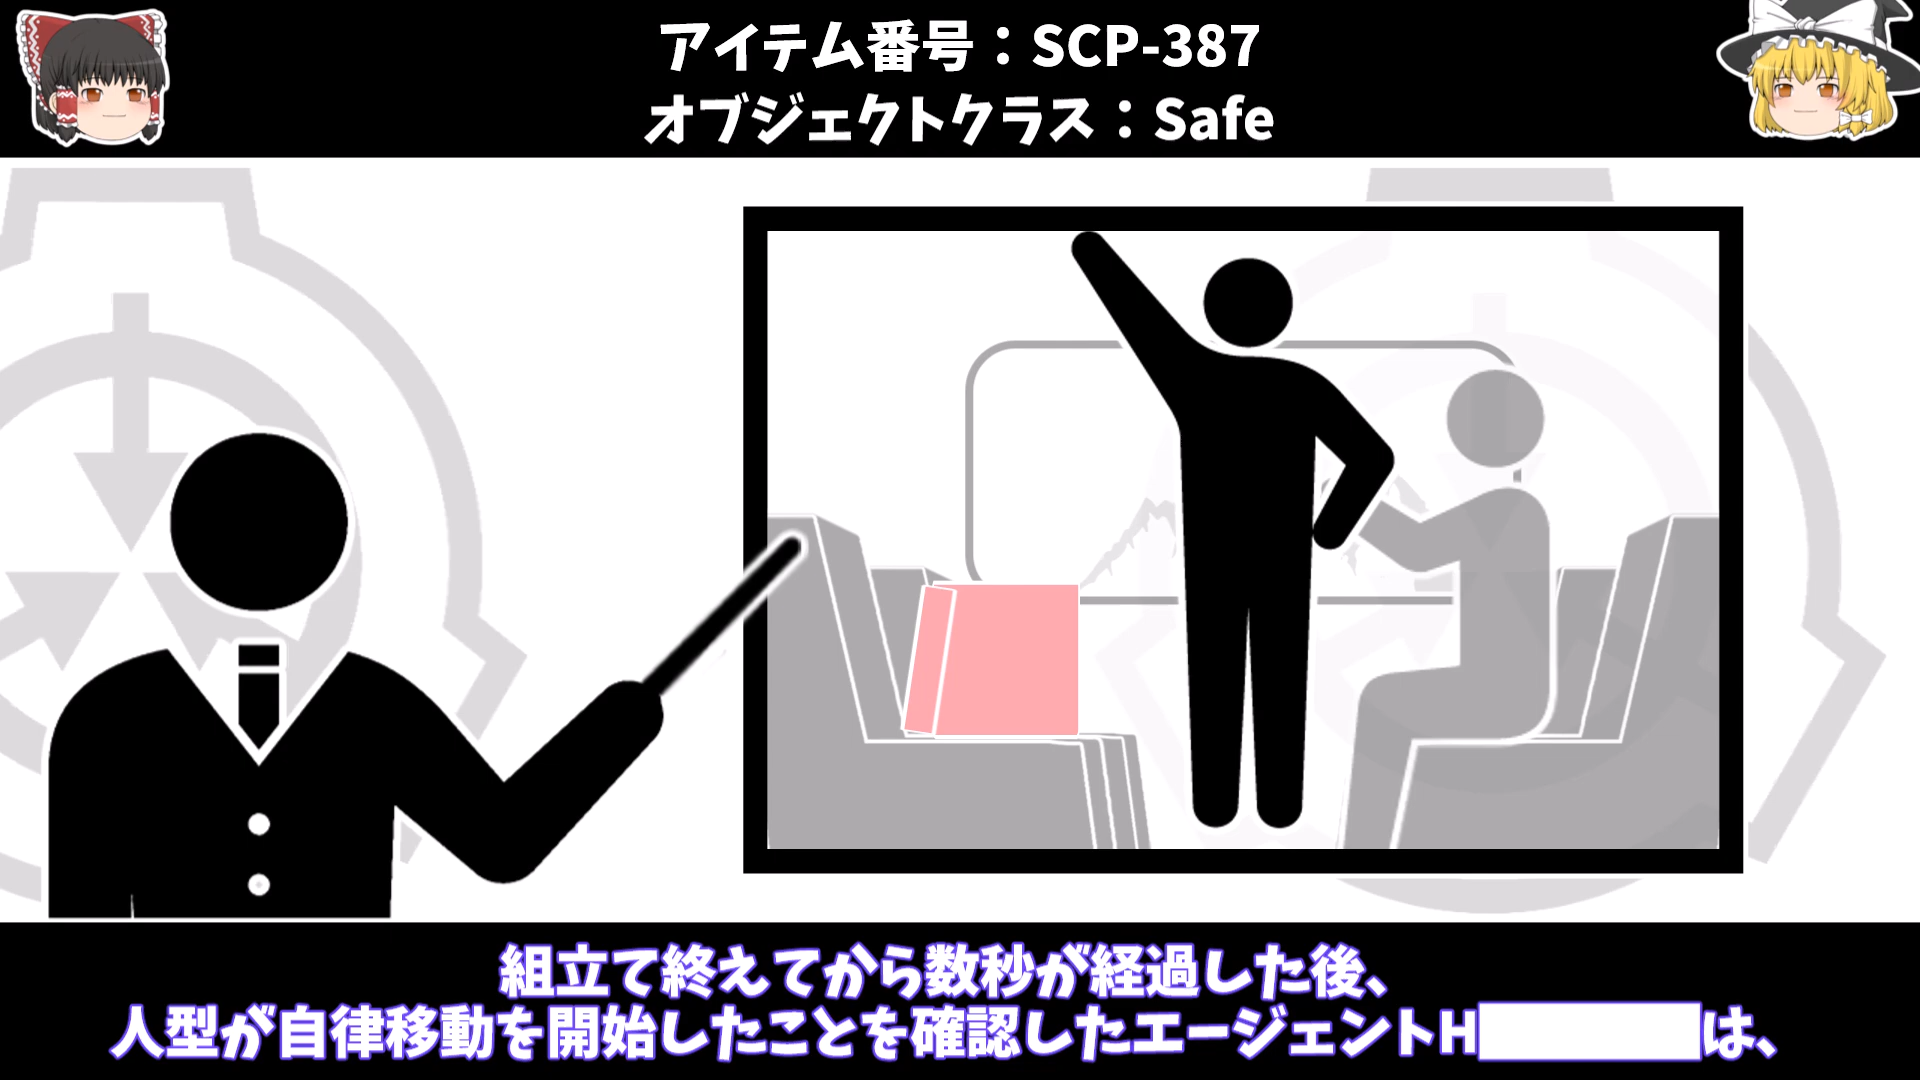 アイテム番号：SCP-387
オブジェクトクラス：Safe
組立て終えてから数秒が経過した後、
人型が自律移動を開始したことを確認したエージェントH は、